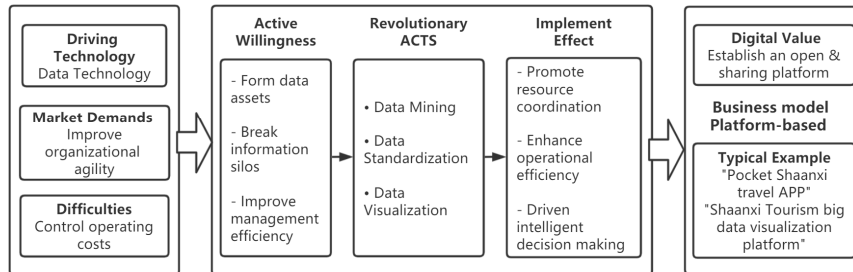 Driving
Technology
Data Technology
Market Demands
Improve
organizational
agility
Difficulties
Control operating
costs
Active
Willingness
- Form data
assets
- Break
information
silos
- Improve
management
efficiency
Revolutionary
ACTS
• Data Mining
• Data
Standardization
• Data
Visualization
Implement
Effect
- Promote
resource
coordination
- Enhance
operational
efficiency
- Driven
intelligent
decision making
Digital Value
Establish an open &
sharing platform
Business model
Platform-based
Typical Example
"Pocket Shaanxi
travel APP"
"Shaanxi Tourism big
data visualization
platform"